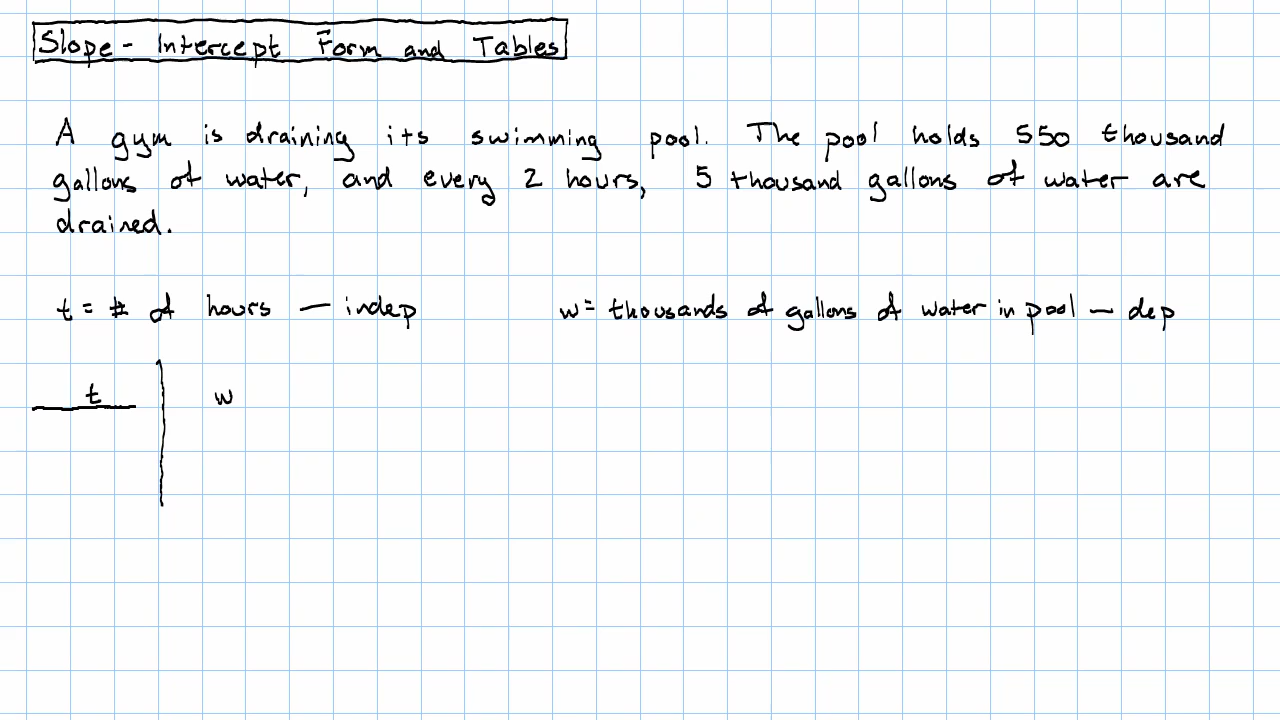 Slope - Intercept Form and Tables
A gym is draining its swimming pool. The pool holds 550 thousand
gallons of water, and every 2 hours, 5 thousand gallons of water are
drained.
t = # of hours — indep w = thousands of gallons of water in pool — dep
t w